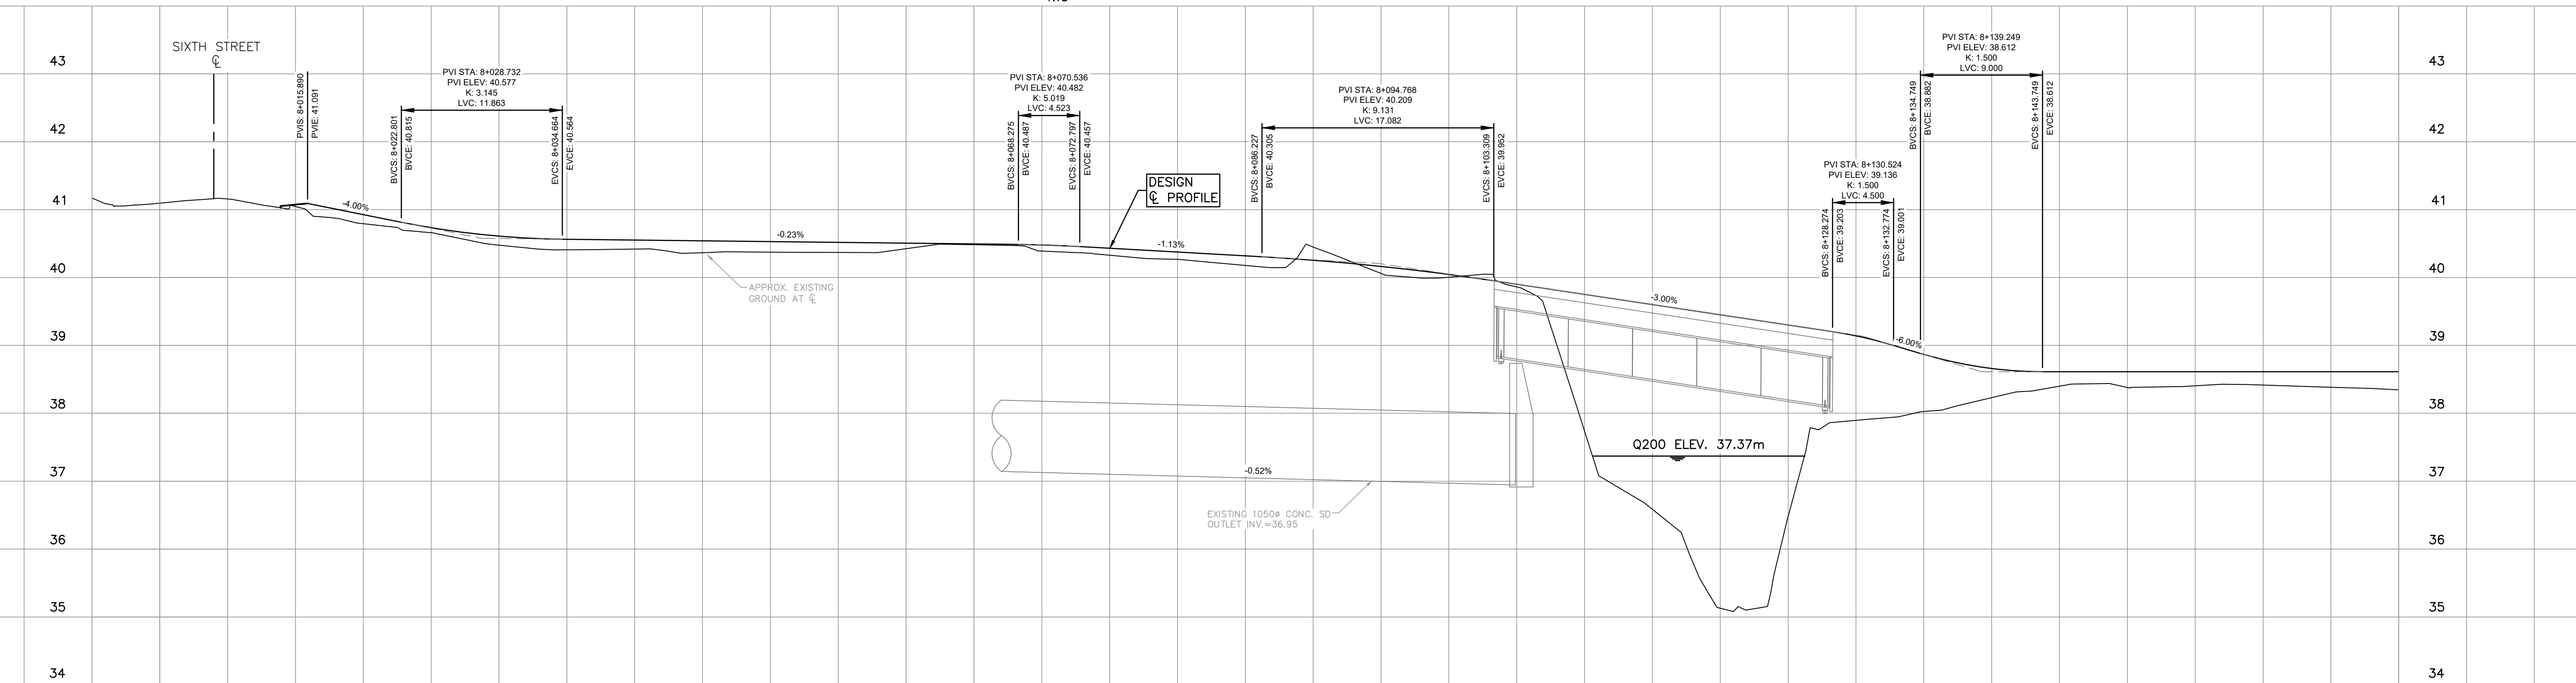 SIXTH STREET
℄
PVIS: 8+015.890
PVIE: 41.091
-4.00%
PVI STA: 8+028.732
PVI ELEV: 40.577
K: 3.145
LVC: 11.863
BVCS: 8+022.801
BVCE: 40.815
EVCS: 8+034.664
EVCE: 40.564
-0.23%
APPROX. EXISTING
GROUND AT ℄
PVI STA: 8+070.536
PVI ELEV: 40.482
K: 5.019
LVC: 4.523
BVCS: 8+068.275
BVCE: 40.487
EVCS: 8+072.797
EVCE: 40.457
DESIGN
℄ PROFILE
-1.13%
PVI STA: 8+094.768
PVI ELEV: 40.209
K: 9.131
LVC: 17.082
BVCS: 8+086.227
BVCE: 40.305
EVCS: 8+103.309
EVCE: 39.952
-3.00%
PVI STA: 8+130.524
PVI ELEV: 39.136
K: 1.500
LVC: 4.500
BVCS: 8+128.274
BVCE: 39.203
EVCS: 8+132.774
EVCE: 39.001
-6.00%
PVI STA: 8+139.249
PVI ELEV: 38.612
K: 1.500
LVC: 9.000
BVCS: 8+134.749
BVCE: 38.882
EVCS: 8+143.749
EVCE: 38.612
Q200 ELEV. 37.37m
-0.52%
EXISTING 1050ø CONC. SD
OUTLET INV.=36.95
43
42
41
40
39
38
37
36
35
34
43
42
41
40
39
38
37
36
35
34